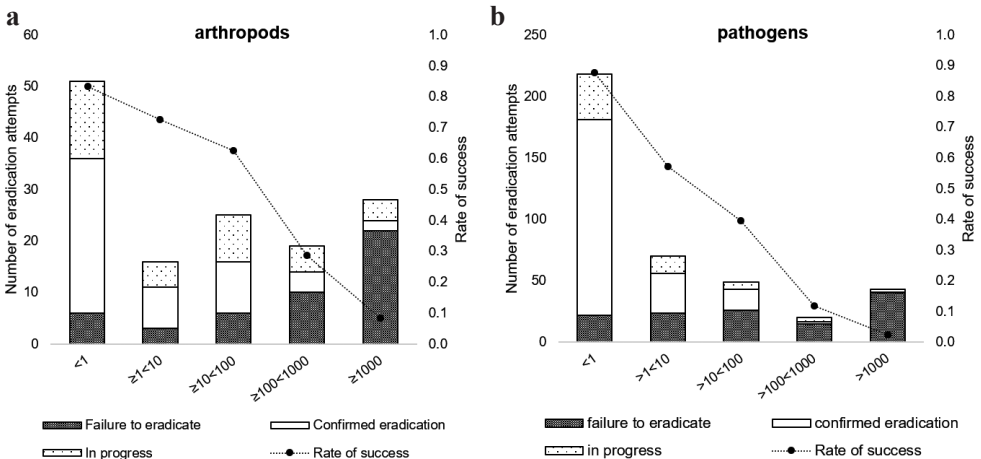 a
arthropods
60
50
40
30
20
10
0
Number of eradication attempts
1.0
0.9
0.8
0.7
0.6
0.5
0.4
0.3
0.2
0.1
0.0
Rate of success
<1
≥1<10
≥10<100
≥100<1000
≥1000
Failure to eradicate
Confirmed eradication
In progress
Rate of success
b
pathogens
250
200
150
100
50
0
Number of eradication attempts
1.0
0.9
0.8
0.7
0.6
0.5
0.4
0.3
0.2
0.1
0.0
Rate of success
<1
>1<10
>10<100
>100<1000
>1000
failure to eradicate
confirmed eradication
in progress
Rate of success